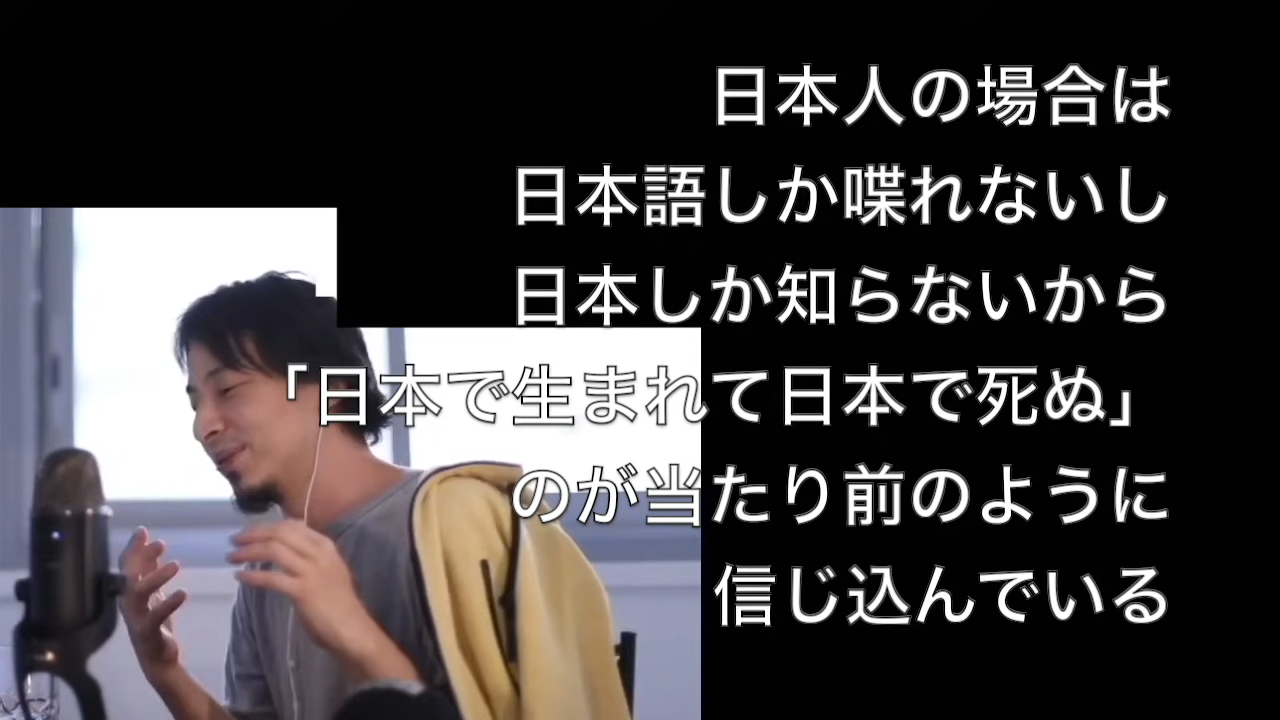 日本人の場合は
日本語しか喋れないし
日本しか知らないから
「日本で生まれて日本で死ぬ」
のが当たり前のように
信じ込んでいる